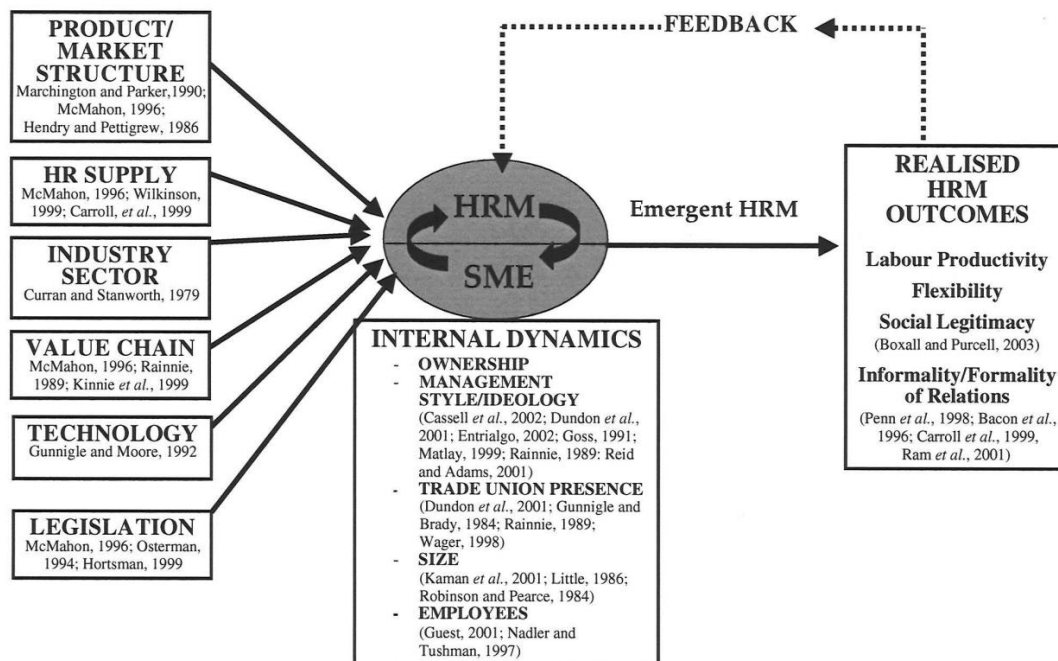 PRODUCT/
MARKET
STRUCTURE
Marchington and Parker,1990;
McMahon, 1996;
Hendry and Pettigrew, 1986
HR SUPPLY
McMahon, 1996; Wilkinson,
1999; Carroll, et al., 1999
INDUSTRY
SECTOR
Curran and Stanworth, 1979
VALUE CHAIN
McMahon, 1996; Rainnie,
1989; Kinnie et al., 1999
TECHNOLOGY
Gunnigle and Moore, 1992
LEGISLATION
McMahon, 1996; Osterman,
1994; Hortsman, 1999
FEEDBACK
HRM
SME
Emergent HRM
INTERNAL DYNAMICS
- OWNERSHIP
- MANAGEMENT
STYLE/IDEOLOGY
(Cassell et al., 2002; Dundon et al.,
2001; Entrialgo, 2002; Goss, 1991;
Matlay, 1999; Rainnie, 1989: Reid
and Adams, 2001)
- TRADE UNION PRESENCE
(Dundon et al., 2001; Gunnigle and
Brady, 1984; Rainnie, 1989;
Wager, 1998)
- SIZE
(Kaman et al., 2001; Little, 1986;
Robinson and Pearce, 1984)
- EMPLOYEES
(Guest, 2001; Nadler and
Tushman, 1997)
REALISED
HRM
OUTCOMES
Labour Productivity
Flexibility
Social Legitimacy
(Boxall and Purcell, 2003)
Informality/Formality
of Relations
(Penn et al., 1998; Bacon et al.,
1996; Carroll et al., 1999,
Ram et al., 2001)